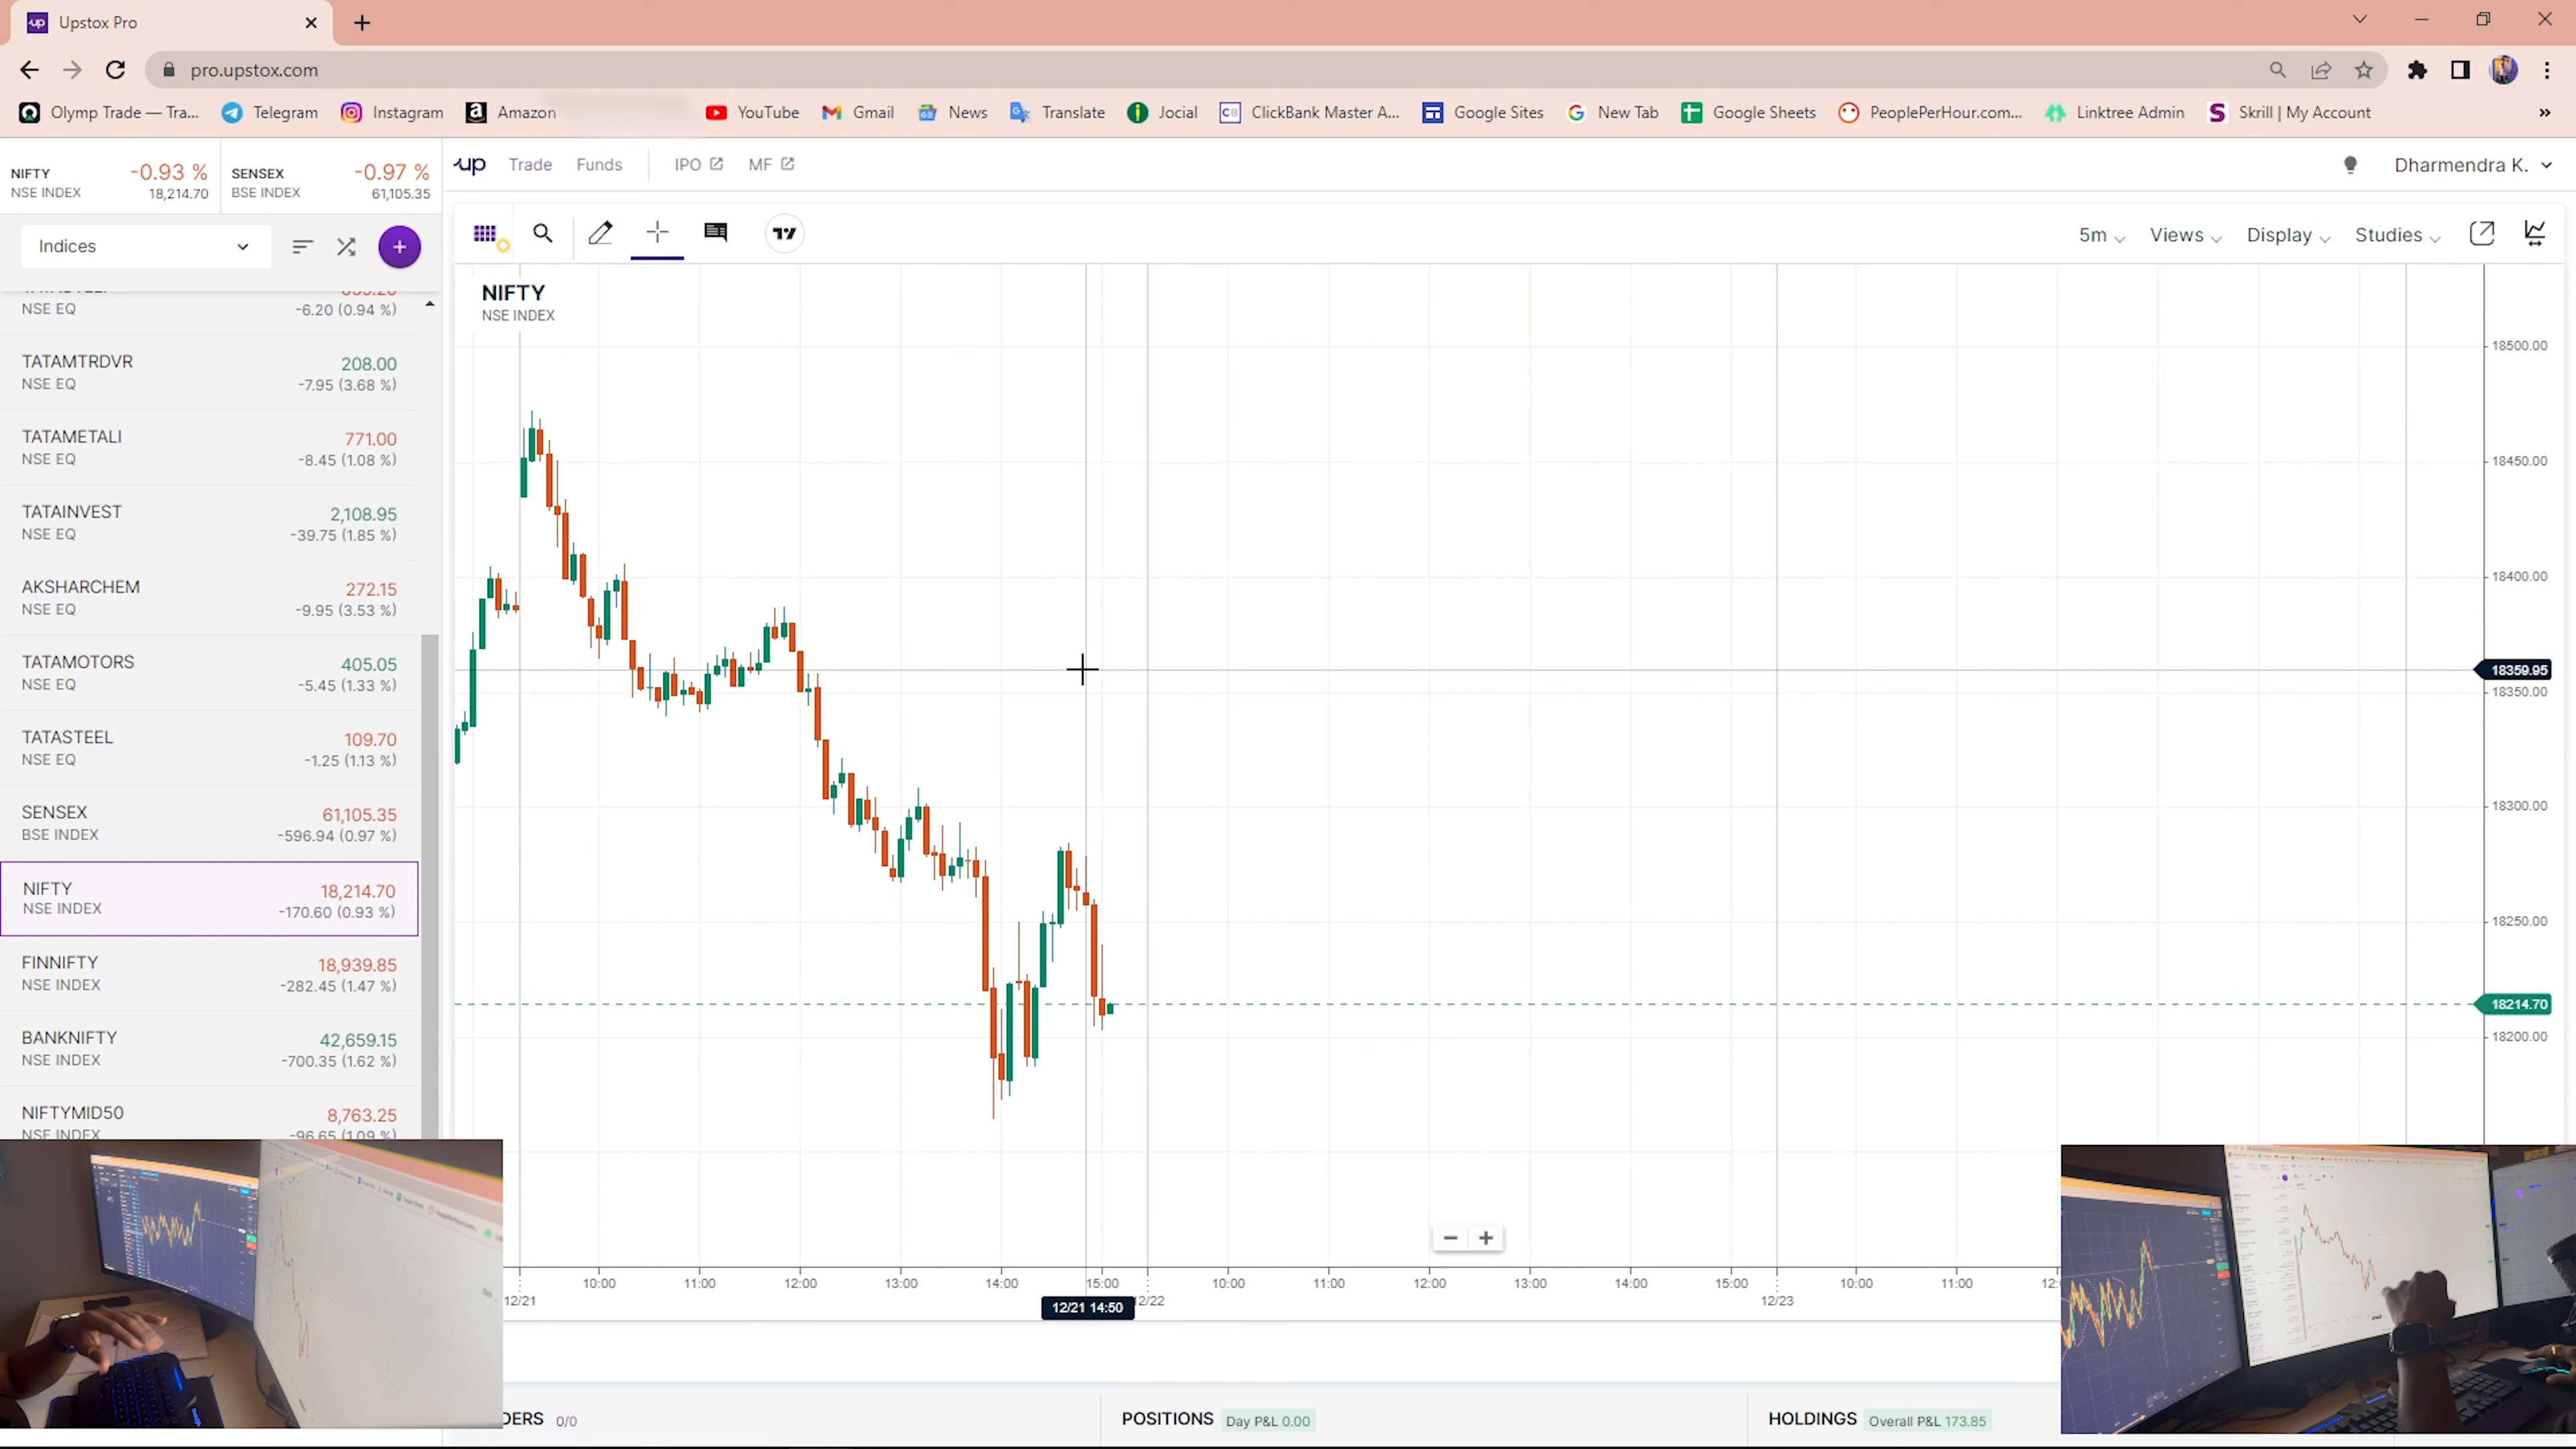 up Upstox Pro
pro.upstox.com
Olymp Trade — Tra...
Telegram
Instagram
Amazon
YouTube
Gmail
News
Translate
Jocial
CB ClickBank Master A...
Google Sites
New Tab
Google Sheets
PeoplePerHour.com...
Linktree Admin
Skrill | My Account
NIFTY -0.93 %
NSE INDEX 18,214.70
SENSEX -0.97 %
BSE INDEX 61,105.35
up Trade Funds IPO MF
Dharmendra K.
Indices
5m Views Display Studies
NSE EQ -6.20 (0.94 %)
TATAMTRDVR 208.00
NSE EQ -7.95 (3.68 %)
TATAMETALI 771.00
NSE EQ -8.45 (1.08 %)
TATAINVEST 2,108.95
NSE EQ -39.75 (1.85 %)
AKSHARCHEM 272.15
NSE EQ -9.95 (3.53 %)
TATAMOTORS 405.05
NSE EQ -5.45 (1.33 %)
TATASTEEL 109.70
NSE EQ -1.25 (1.13 %)
SENSEX 61,105.35
BSE INDEX -596.94 (0.97 %)
NIFTY 18,214.70
NSE INDEX -170.60 (0.93 %)
FINNIFTY 18,939.85
NSE INDEX -282.45 (1.47 %)
BANKNIFTY 42,659.15
NSE INDEX -700.35 (1.62 %)
NIFTYMID50 8,763.25
NSE INDEX -96.65 (1.09 %)
NIFTY
NSE INDEX
18500.00
18450.00
18400.00
18359.95
18350.00
18300.00
18250.00
18214.70
18200.00
10:00 11:00 12:00 13:00 14:00 15:00 10:00 11:00 12:00 13:00 14:00 15:00 10:00 11:00
12/21 12/21 14:50 12/22 12/23
DERS 0/0
POSITIONS Day P&L 0.00
HOLDINGS Overall P&L 173.85